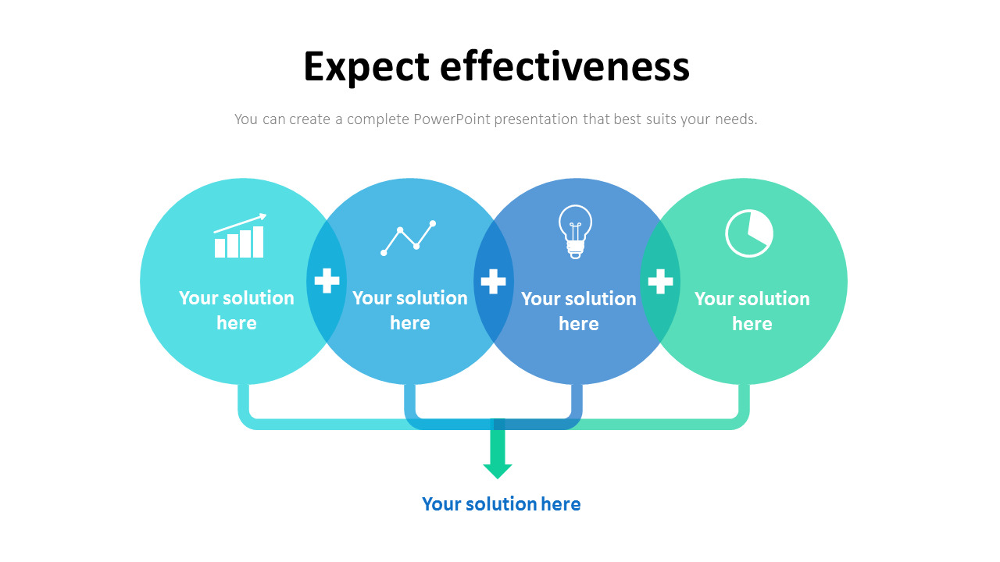 Expect effectiveness
You can create a complete PowerPoint presentation that best suits your needs.
Your solution
here
Your solution
here
Your solution
here
Your solution
here
Your solution here